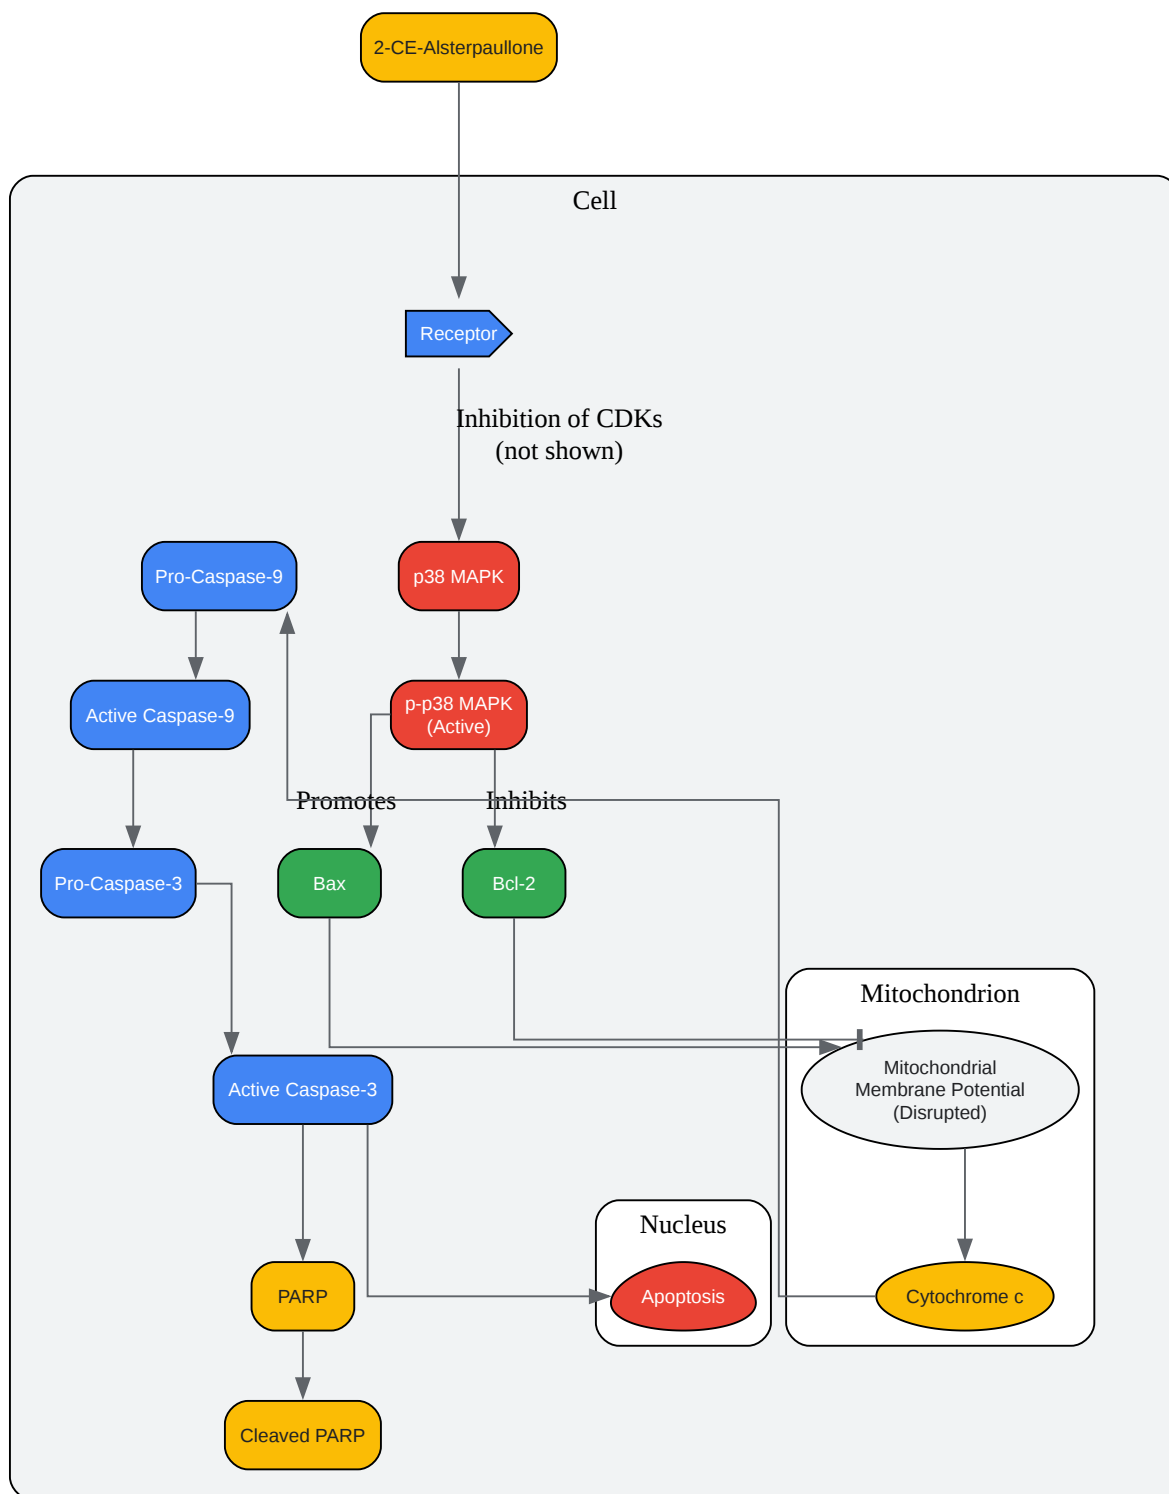 2-CE-Alsterpaullone
Cell
Receptor
Inhibition of CDKs
(not shown)
Pro-Caspase-9
p38 MAPK
Active Caspase-9
p-p38 MAPK
(Active)
Promotes
Inhibits
Pro-Caspase-3
Bax
Bcl-2
Mitochondrion
Mitochondrial
Membrane Potential
(Disrupted)
Active Caspase-3
Nucleus
PARP
Apoptosis
Cytochrome c
Cleaved PARP